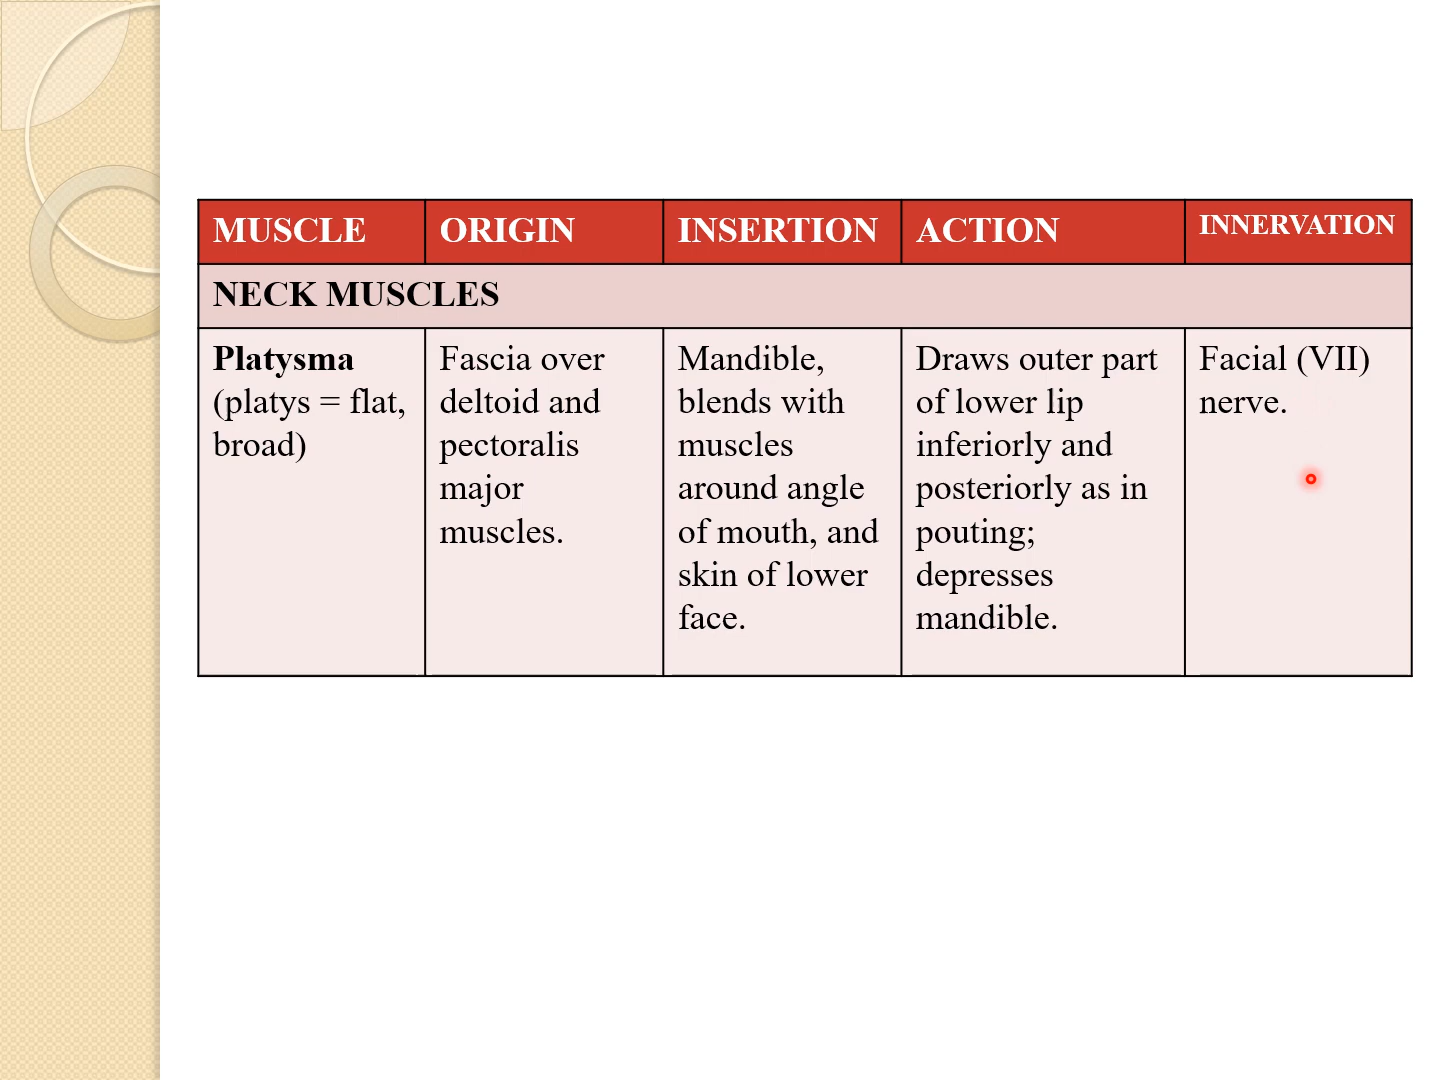 MUSCLE ORIGIN INSERTION ACTION INNERVATION
NECK MUSCLES
Platysma
(platys = flat,
broad)
Fascia over
deltoid and
pectoralis
major
muscles.
Mandible,
blends with
muscles
around angle
of mouth, and
skin of lower
face.
Draws outer part
of lower lip
inferiorly and
posteriorly as in
pouting;
depresses
mandible.
Facial (VII)
nerve.